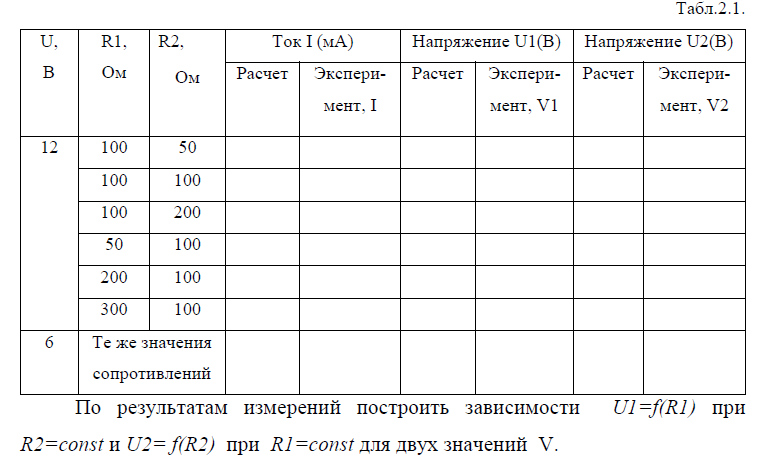 Табл.2.1.
U, R1, R2, Ток I (мА) Напряжение U1(В) Напряжение U2(В)
В Ом Ом Расчет Экспери- Расчет Экспери- Расчет Экспери-
мент, I мент, V1 мент, V2
12 100 50
100 100
100 200
50 100
200 100
300 100
6 Те же значения
сопротивлений
По результатам измерений построить зависимости U1=f(R1) при
R2=const и U2= f(R2) при R1=const для двух значений V.